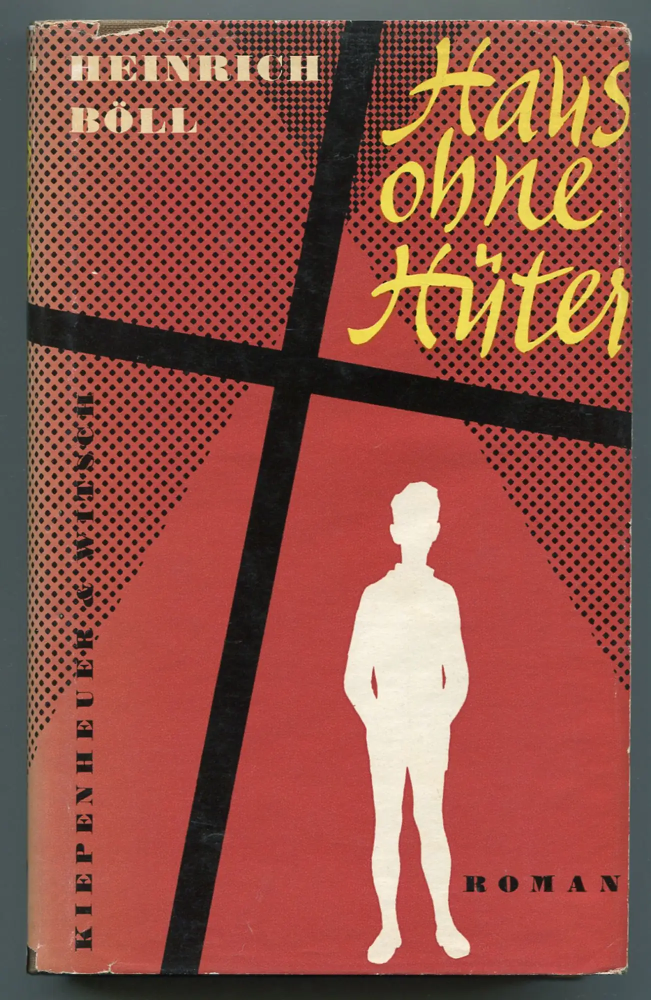 HEINRICH
BÖLL
Haus
ohne
Hüter
KIEPENHEUER & WITSCH
ROMAN